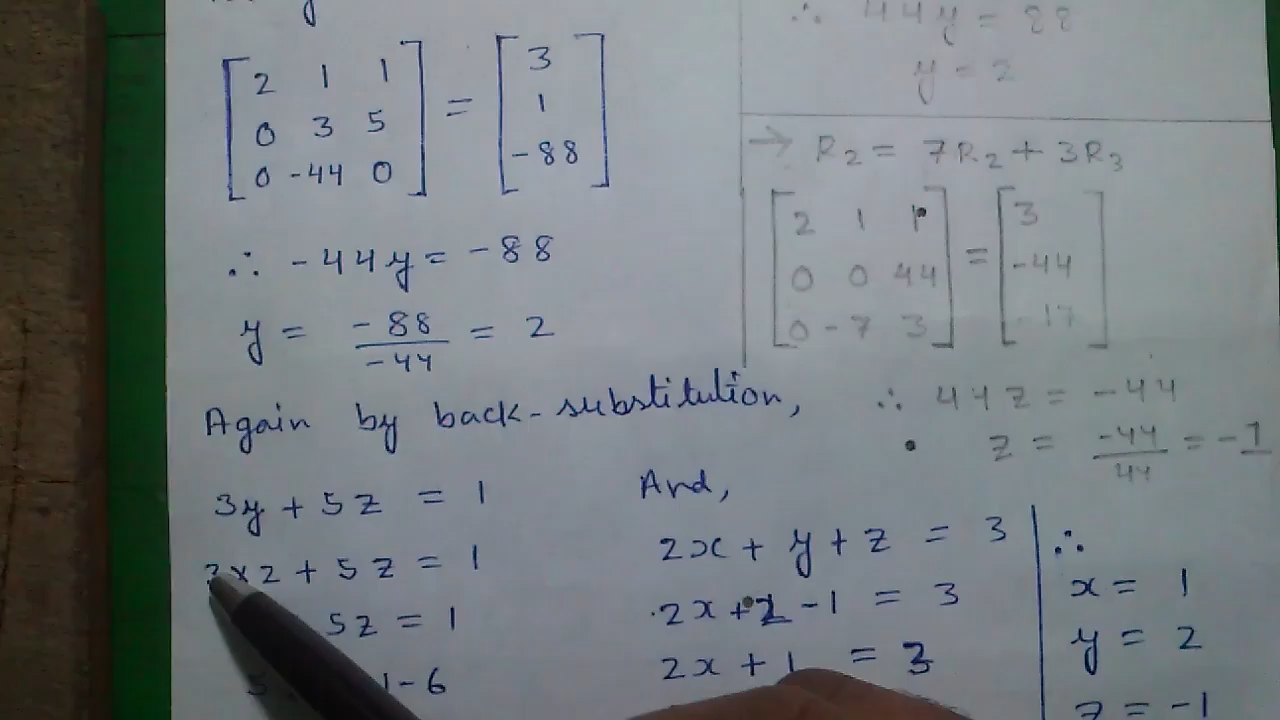 [ 2 1 1 ] = [ 3 ]
[ 0 3 5 ] [ 1 ]
[ 0 -44 0 ] [ -88 ]
∴ -44y = -88
y = -88/-44 = 2
Again by back-substitution,
3y + 5z = 1
3x2 + 5z = 1
5z = 1
1-6
And,
2x + y + z = 3
2x + 2 - 1 = 3
2x + 1 = 3
∴
x = 1
y = 2
z = -1
∴ 44y = 88
y = 2
→ R2 = 7R2 + 3R3
[ 2 1 1 ] = [ 3 ]
[ 0 0 44 ] [ -44 ]
[ 0 -7 3 ] [ -17 ]
∴ 44z = -44
z = -44/44 = -1